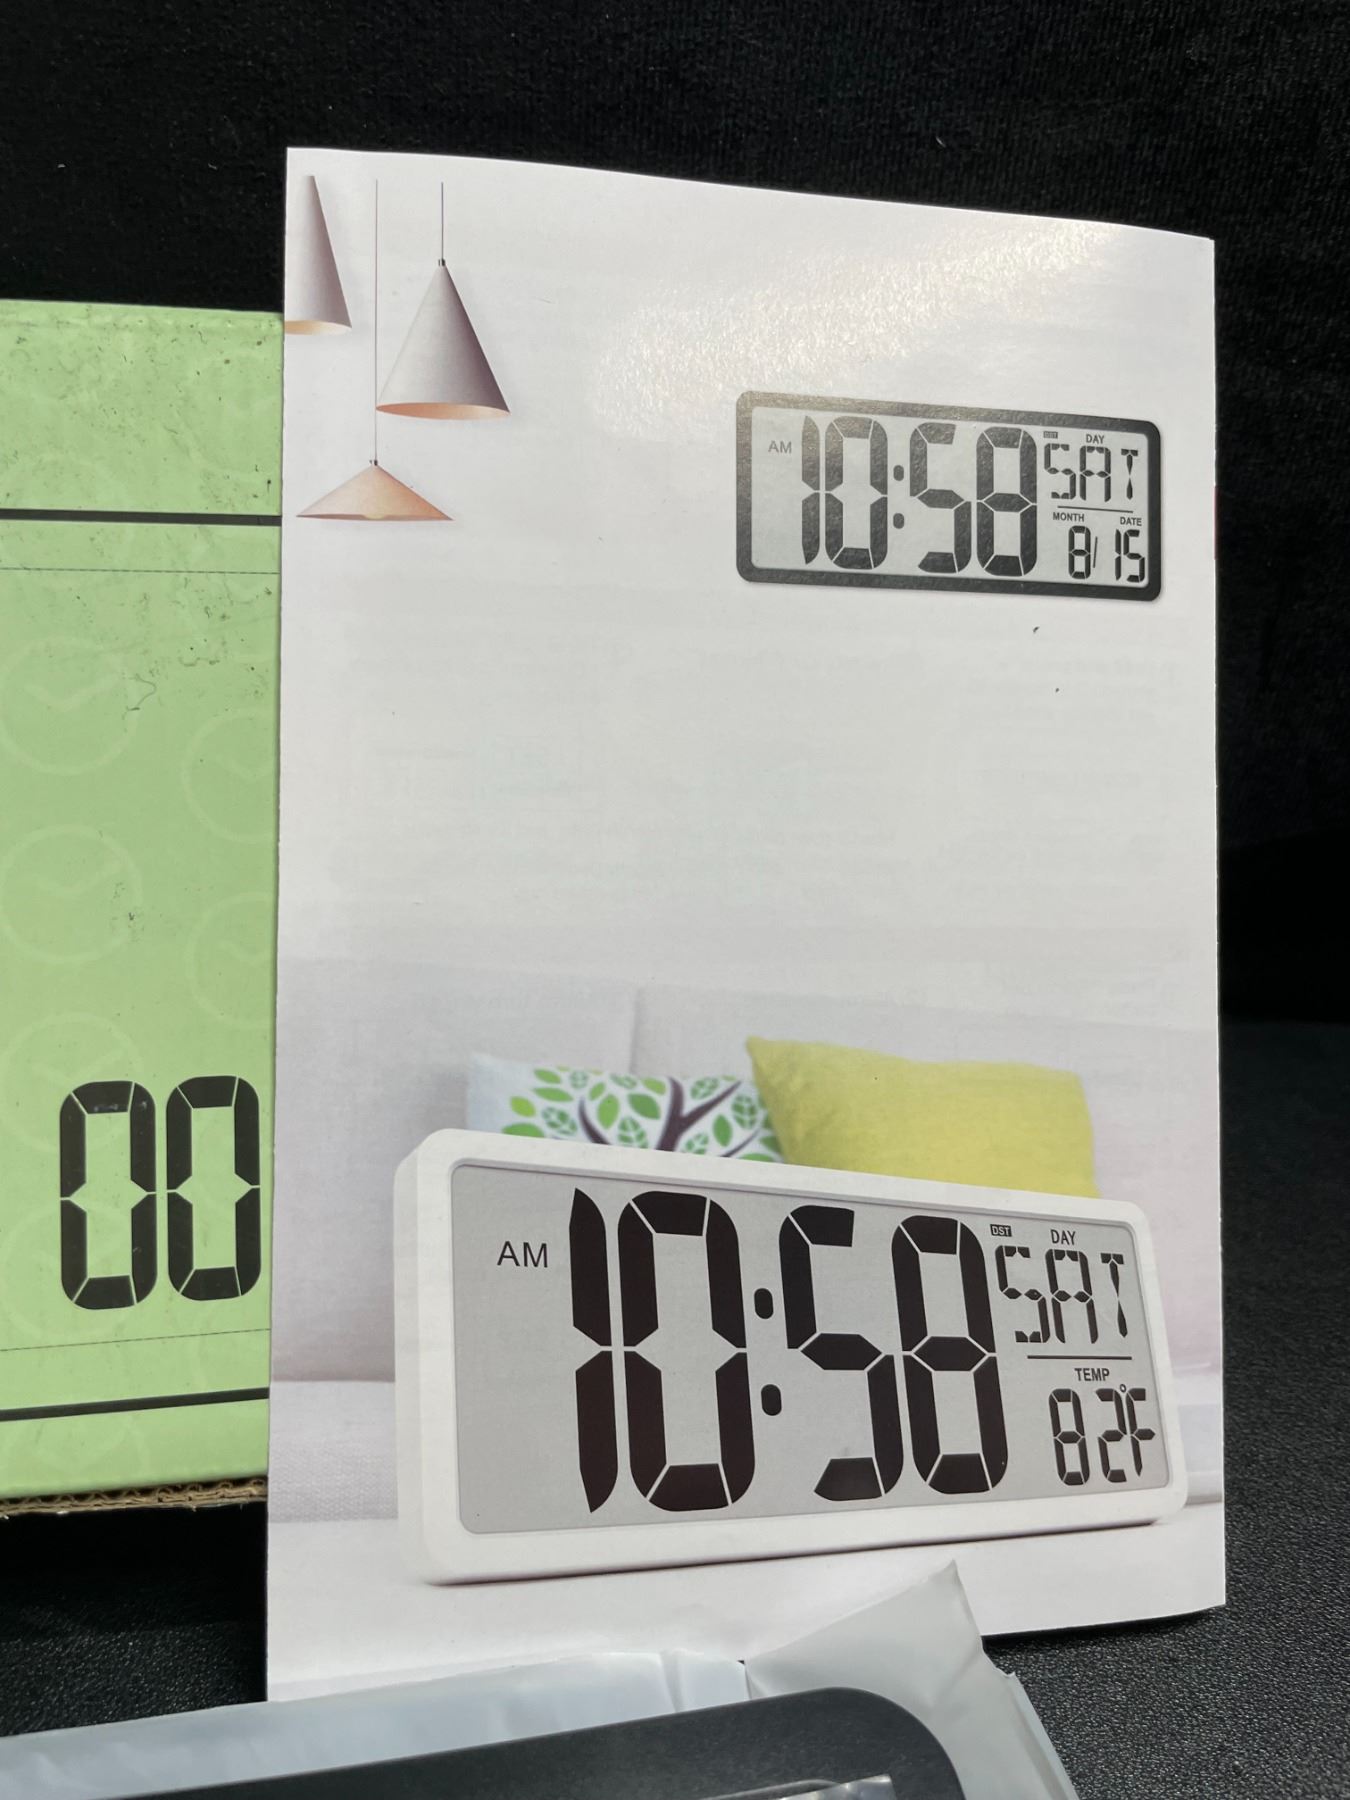 AM 10:58
DST DAY
SAT
MONTH DATE
8/15
00
AM 10:58
DST DAY
SAT
TEMP
82°F